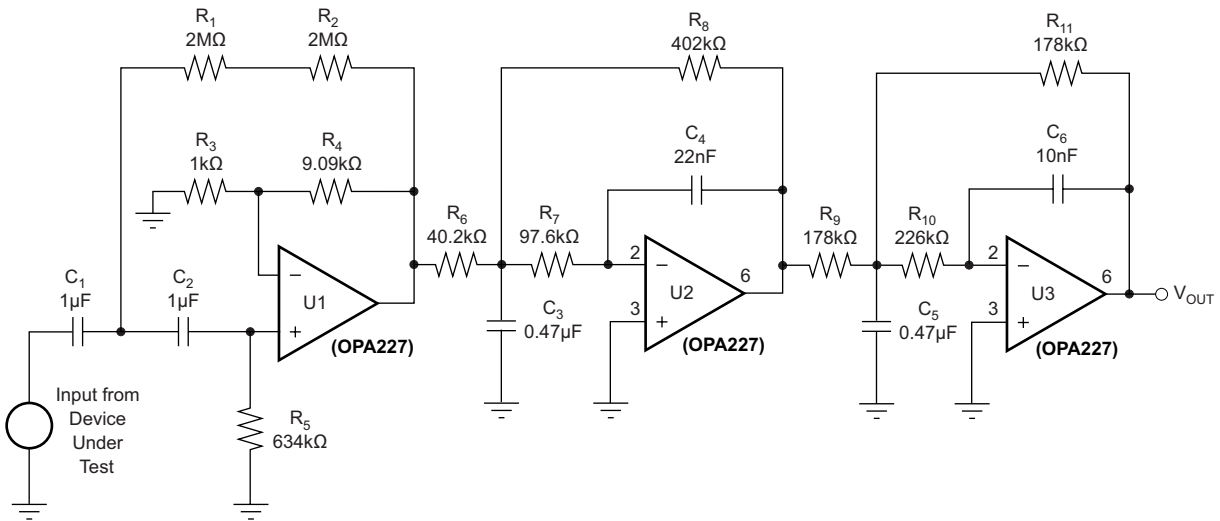 R1
2MΩ
R2
2MΩ
R8
402kΩ
R11
178kΩ
R3
1kΩ
R4
9.09kΩ
C4
22nF
C6
10nF
R6
40.2kΩ
R7
97.6kΩ
R9
178kΩ
R10
226kΩ
C1
1µF
C2
1µF
−
U1
+
(OPA227)
2
−
U2
6
3
+
(OPA227)
C3
0.47µF
2
−
U3
6
3
+
(OPA227)
C5
0.47µF
VOUT
Input from
Device
Under
Test
R5
634kΩ